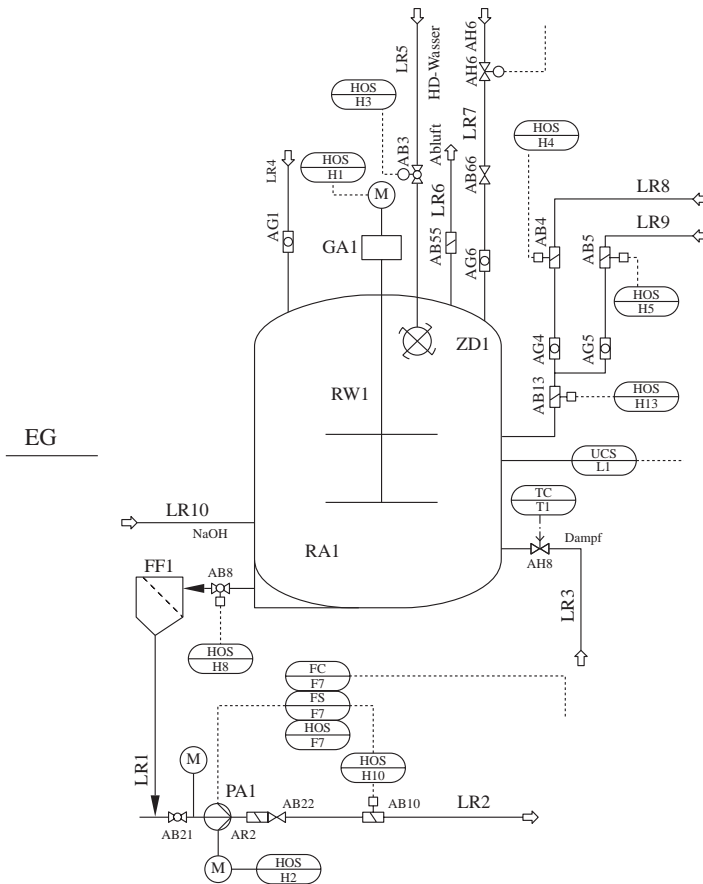 LR5
HD-Wasser
AH6
AH6
LR7
HOS
H3
HOS
H4
AB3
Abluft
LR4
HOS
H1
M
LR6
AB66
LR8
AG1
GA1
AB55
AG6
AB4
LR9
AB5
HOS
H5
ZD1
AG4
AG5
RW1
AB13
HOS
H13
EG
UCS
L1
TC
T1
LR10
NaOH
RA1
Dampf
AH8
FF1
AB8
LR3
HOS
H8
FC
F7
FS
F7
HOS
F7
LR1
M
HOS
H10
PA1
AB22
AB10
LR2
AB21
AR2
M
HOS
H2